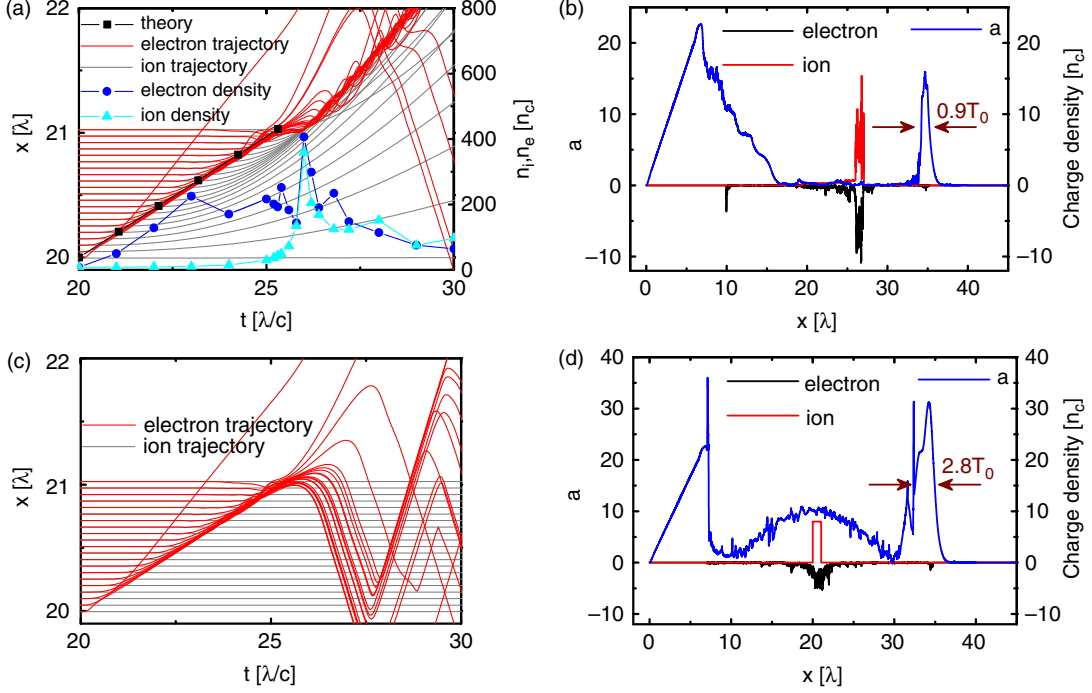 (a)
22
21
20
x [λ]
theory
electron trajectory
ion trajectory
electron density
ion density
800
600
400
200
0
n_i,n_e [n_c]
20
25
30
t [λ/c]
(b)
20
10
0
−10
a
electron
ion
a
0.9T_0
20
10
0
−10
Charge density [n_c]
0
10
20
30
40
x [λ]
(c)
22
21
20
x [λ]
electron trajectory
ion trajectory
20
25
30
t [λ/c]
(d)
40
30
20
10
0
−10
a
electron
ion
a
2.8T_0
40
30
20
10
0
−10
Charge density [n_c]
0
10
20
30
40
x [λ]